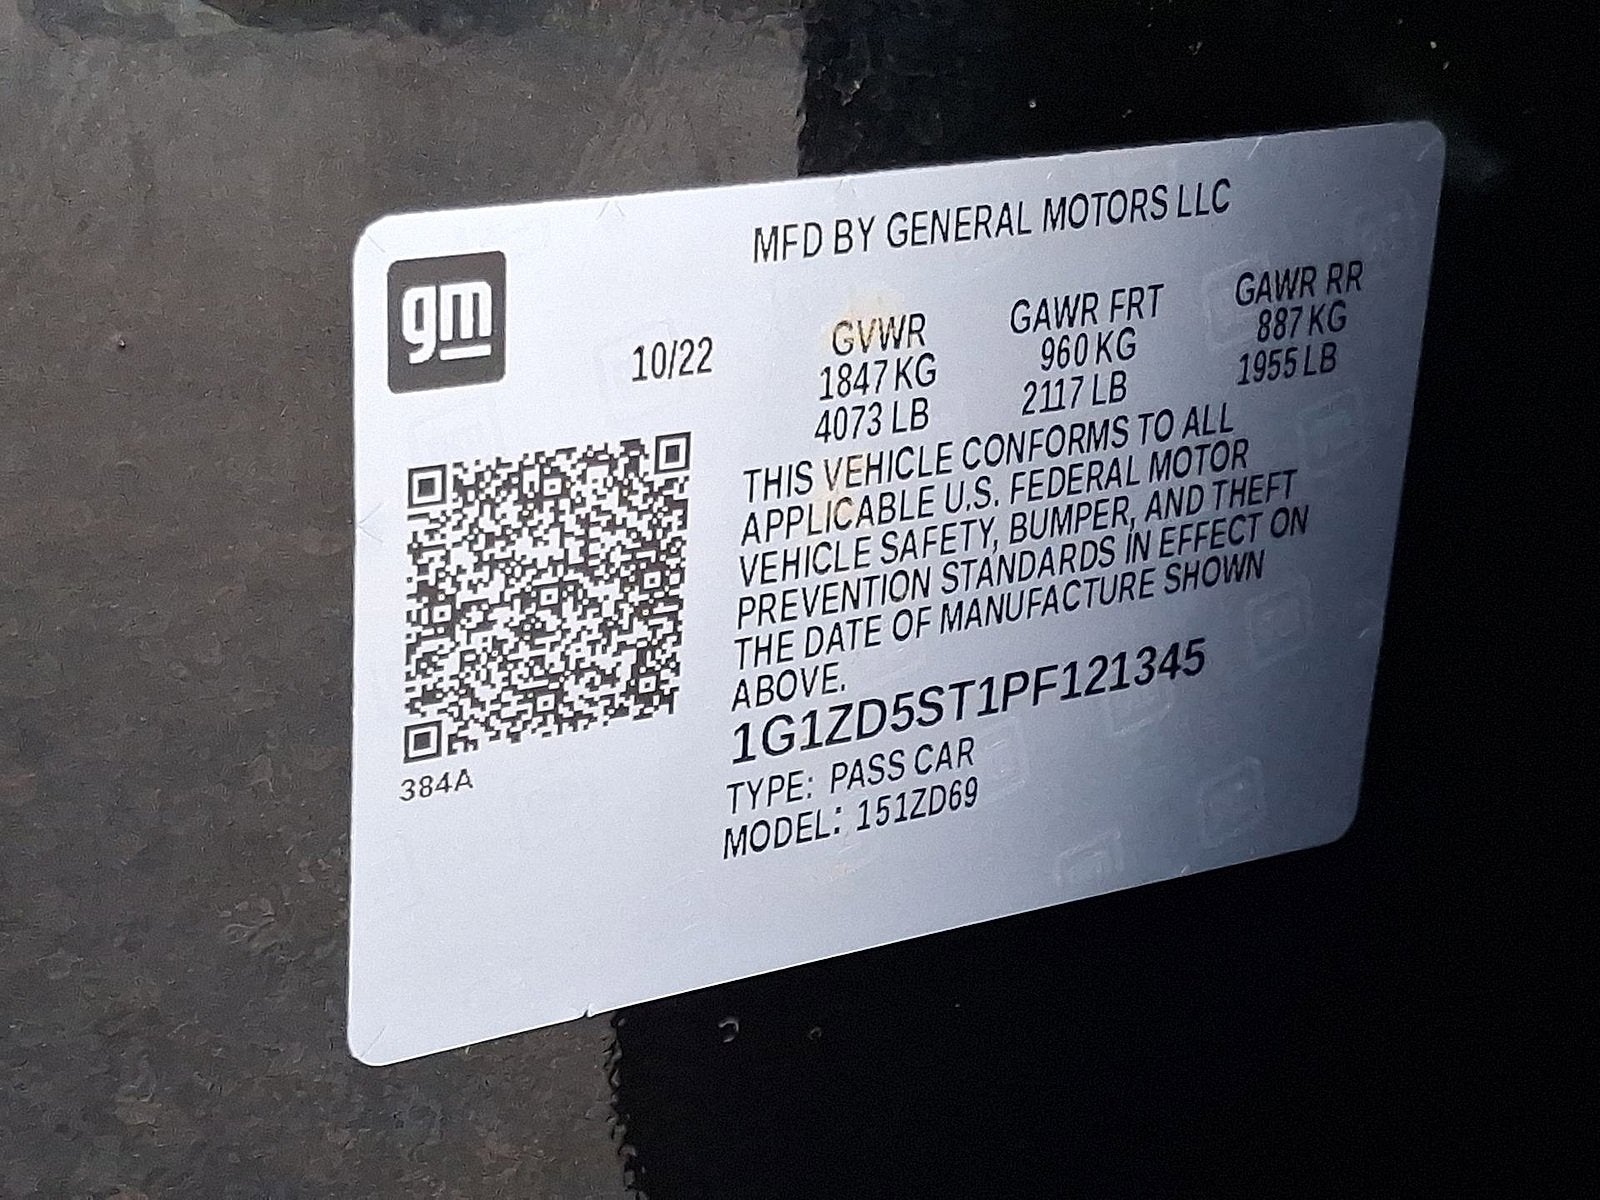 MFD BY GENERAL MOTORS LLC
gm
10/22
GVWR
1847 KG
4073 LB
GAWR FRT
960 KG
2117 LB
GAWR RR
887 KG
1955 LB
THIS VEHICLE CONFORMS TO ALL
APPLICABLE U.S. FEDERAL MOTOR
VEHICLE SAFETY, BUMPER, AND THEFT
PREVENTION STANDARDS IN EFFECT ON
THE DATE OF MANUFACTURE SHOWN
ABOVE.
1G1ZD5ST1PF121345
TYPE: PASS CAR
MODEL: 151ZD69
384A